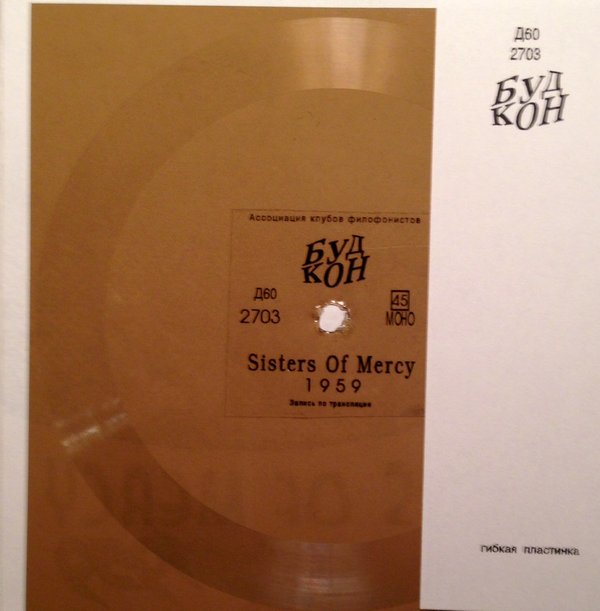 Д60
2703
БУД
КОН
Ассоциация клубов филофонистов
БУД
КОН
Д60
2703
45
МОНО
Sisters Of Mercy
1959
Запись по трансляции
гибкая пластинка